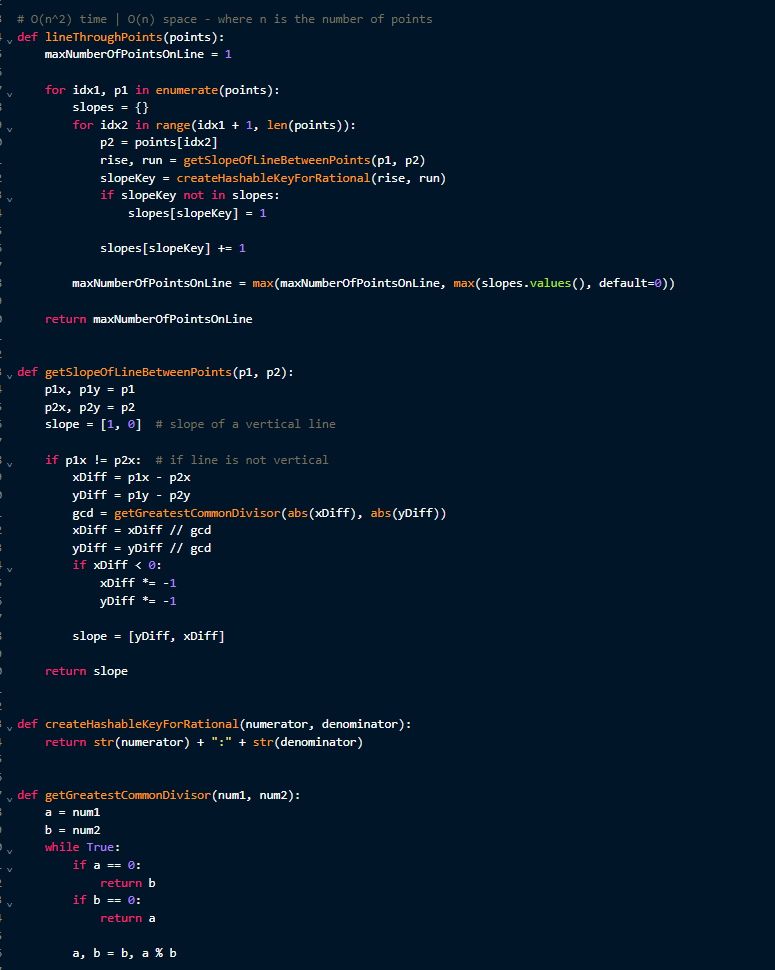 # O(n^2) time | O(n) space - where n is the number of points
def lineThroughPoints(points):
    maxNumberOfPointsOnLine = 1
    for idx1, p1 in enumerate(points):
        slopes = {}
        for idx2 in range(idx1 + 1, len(points)):
            p2 = points[idx2]
            rise, run = getSlopeOfLineBetweenPoints(p1, p2)
            slopeKey = createHashableKeyForRational(rise, run)
            if slopeKey not in slopes:
                slopes[slopeKey] = 1
            slopes[slopeKey] += 1
        maxNumberOfPointsOnLine = max(maxNumberOfPointsOnLine, max(slopes.values(), default=0))
    return maxNumberOfPointsOnLine
def getSlopeOfLineBetweenPoints(p1, p2):
    p1x, p1y = p1
    p2x, p2y = p2
    slope = [1, 0]  # slope of a vertical line
    if p1x != p2x:  # if line is not vertical
        xDiff = p1x - p2x
        yDiff = p1y - p2y
        gcd = getGreatestCommonDivisor(abs(xDiff), abs(yDiff))
        xDiff = xDiff // gcd
        yDiff = yDiff // gcd
        if xDiff < 0:
            xDiff *= -1
            yDiff *= -1
        slope = [yDiff, xDiff]
    return slope
def createHashableKeyForRational(numerator, denominator):
    return str(numerator) + ":" + str(denominator)
def getGreatestCommonDivisor(num1, num2):
    a = num1
    b = num2
    while True:
        if a == 0:
            return b
        if b == 0:
            return a
        a, b = b, a % b